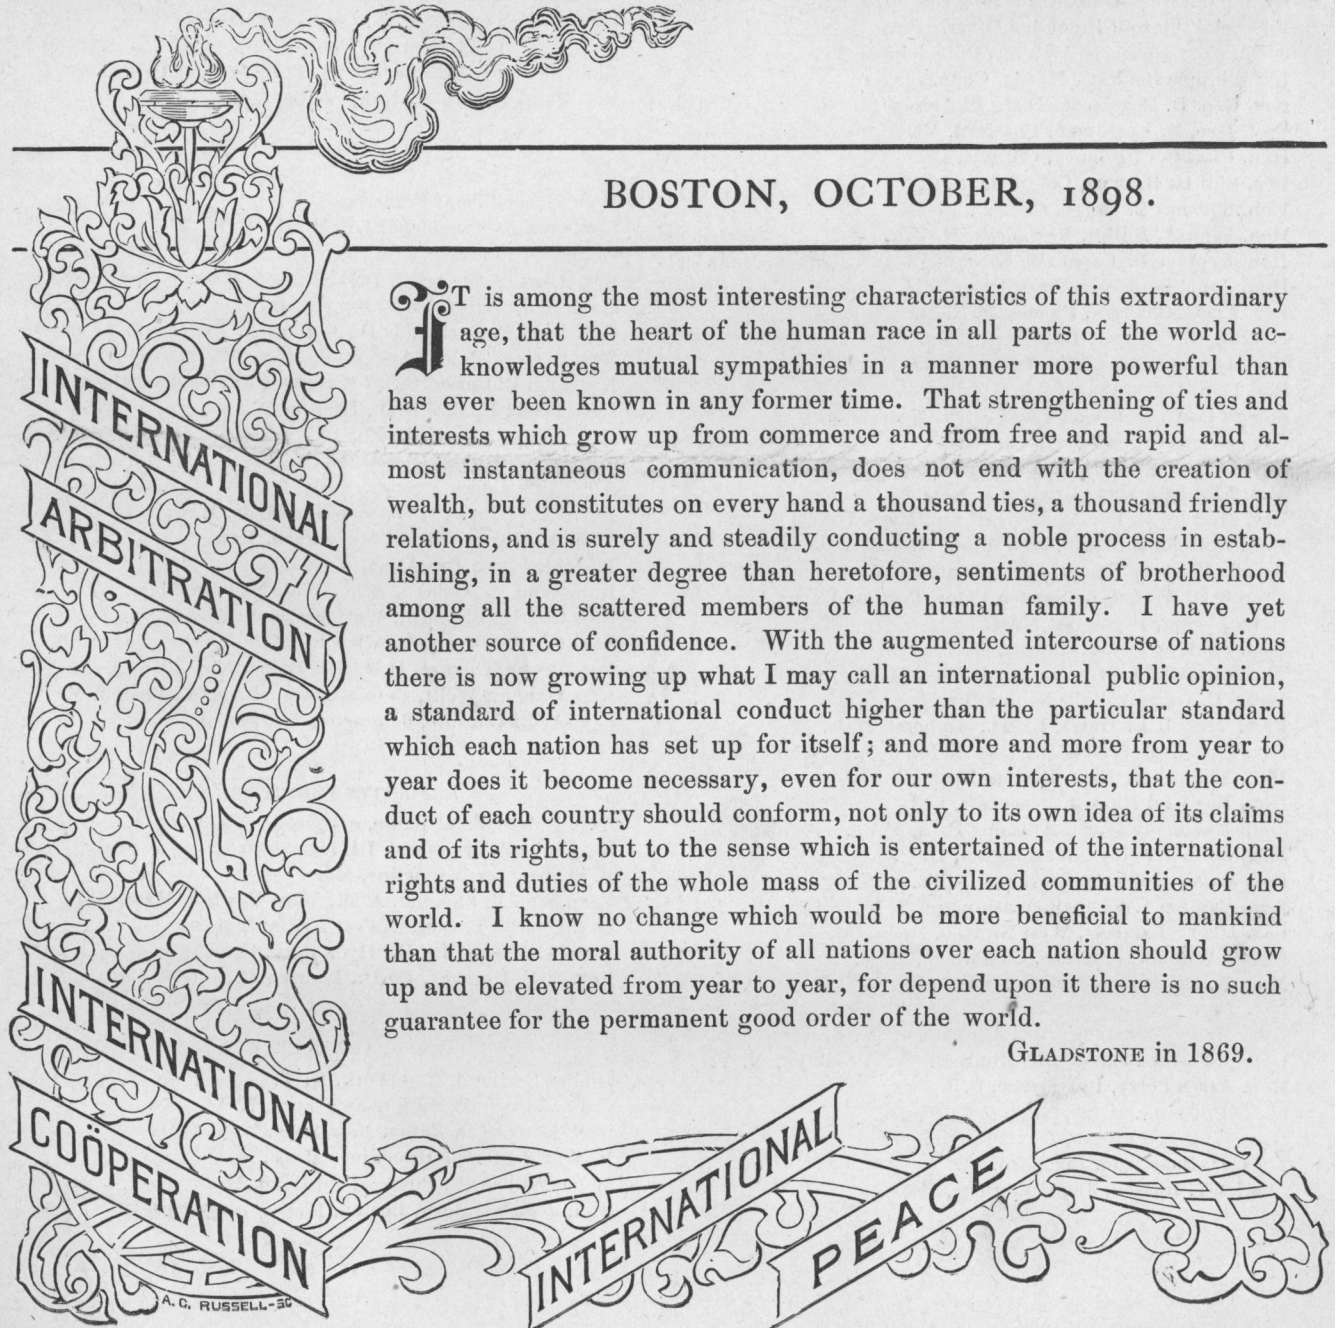 BOSTON, OCTOBER, 1898.
IT is among the most interesting characteristics of this extraordinary
age, that the heart of the human race in all parts of the world ac-
knowledges mutual sympathies in a manner more powerful than
has ever been known in any former time. That strengthening of ties and
interests which grow up from commerce and from free and rapid and al-
most instantaneous communication, does not end with the creation of
wealth, but constitutes on every hand a thousand ties, a thousand friendly
relations, and is surely and steadily conducting a noble process in estab-
lishing, in a greater degree than heretofore, sentiments of brotherhood
among all the scattered members of the human family. I have yet
another source of confidence. With the augmented intercourse of nations
there is now growing up what I may call an international public opinion,
a standard of international conduct higher than the particular standard
which each nation has set up for itself; and more and more from year to
year does it become necessary, even for our own interests, that the con-
duct of each country should conform, not only to its own idea of its claims
and of its rights, but to the sense which is entertained of the international
rights and duties of the whole mass of the civilized communities of the
world. I know no change which would be more beneficial to mankind
than that the moral authority of all nations over each nation should grow
up and be elevated from year to year, for depend upon it there is no such
guarantee for the permanent good order of the world.
GLADSTONE in 1869.
INTERNATIONAL
ARBITRATION
INTERNATIONAL
COÖPERATION
INTERNATIONAL
PEACE
A. C. RUSSELL-SC